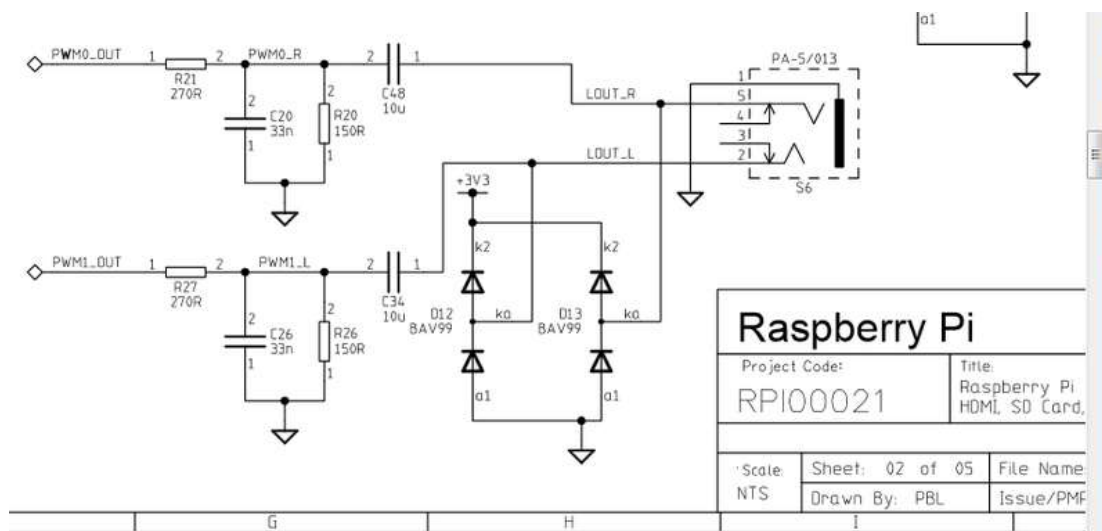 a1
PWM0_OUT 1 2 PWM0_R 2 1
R21
270R
C48
10u
2
C20
33n
1
2
R20
150R
1
PA-5/013
1
LOUT_R 5
4
3
LOUT_L 2
S6
+3V3
PWM1_OUT 1 2 PWM1_L 2 1
R27
270R
C34
10u
2
C26
33n
1
2
R26
150R
1
k2 k2
D12 ka D13 ka
BAV99 BAV99
a1 a1
Raspberry Pi
Project Code:
RPI00021
Title:
Raspberry Pi
HDMI, SD Card,
Scale:
NTS
Sheet: 02 of 05
Drawn By: PBL
File Name
Issue/PMP
G H I